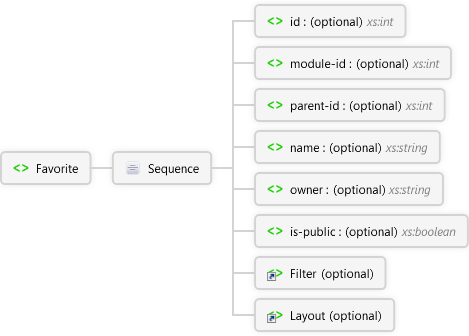 id : (optional) xs:int
module-id : (optional) xs:int
parent-id : (optional) xs:int
name : (optional) xs:string
Favorite
Sequence
owner : (optional) xs:string
is-public : (optional) xs:boolean
Filter (optional)
Layout (optional)